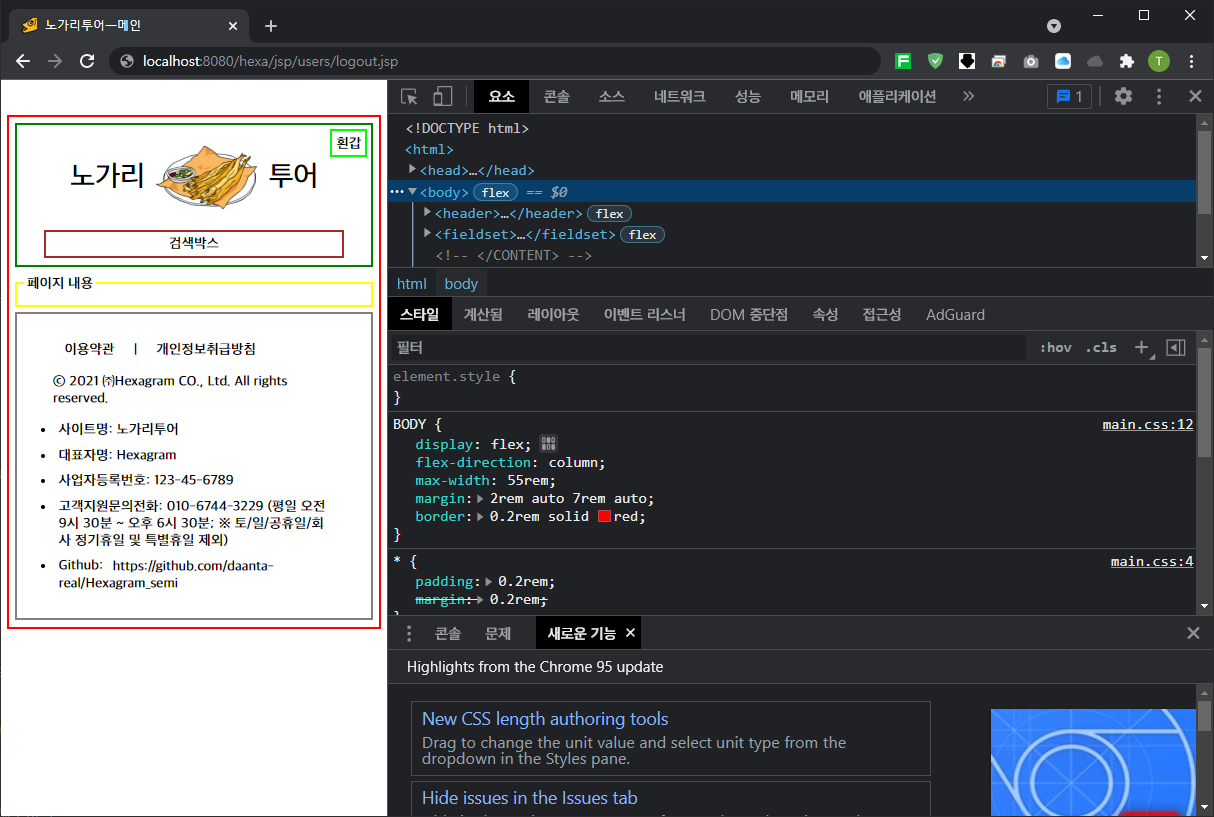 노가리투어—메인
localhost:8080/hexa/jsp/users/logout.jsp
T
흰갑
노가리 투어
검색박스
페이지 내용
이용약관 | 개인정보취급방침
© 2021 ㈜Hexagram CO., Ltd. All rights
reserved.
• 사이트명: 노가리투어
• 대표자명: Hexagram
• 사업자등록번호: 123-45-6789
• 고객지원문의전화: 010-6744-3229 (평일 오전
9시 30분 ~ 오후 6시 30분; ※ 토/일/공휴일/회
사 정기휴일 및 특별휴일 제외)
• Github: https://github.com/daanta-
real/Hexagram_semi
요소 콘솔 소스 네트워크 성능 메모리 애플리케이션 » 1
<!DOCTYPE html>
<html>
<head>…</head>
<body> flex == $0
<header>…</header> flex
<fieldset>…</fieldset> flex
<!-- </CONTENT> -->
html body
스타일 계산됨 레이아웃 이벤트 리스너 DOM 중단점 속성 접근성 AdGuard
필터 :hov .cls +
element.style {
}
BODY { main.css:12
display: flex;
flex-direction: column;
max-width: 55rem;
margin: 2rem auto 7rem auto;
border: 0.2rem solid red;
}
* { main.css:4
padding: 0.2rem;
margin: 0.2rem;
콘솔 문제 새로운 기능
Highlights from the Chrome 95 update
New CSS length authoring tools
Drag to change the unit value and select unit type from the
dropdown in the Styles pane.
Hide issues in the Issues tab